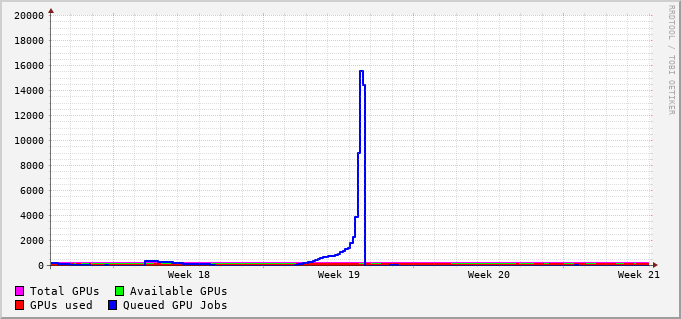 20000
18000
16000
14000
12000
10000
8000
6000
4000
2000
0
Week 18 Week 19 Week 20 Week 21
Total GPUs Available GPUs
GPUs used Queued GPU Jobs
RRDTOOL / TOBI OETIKER